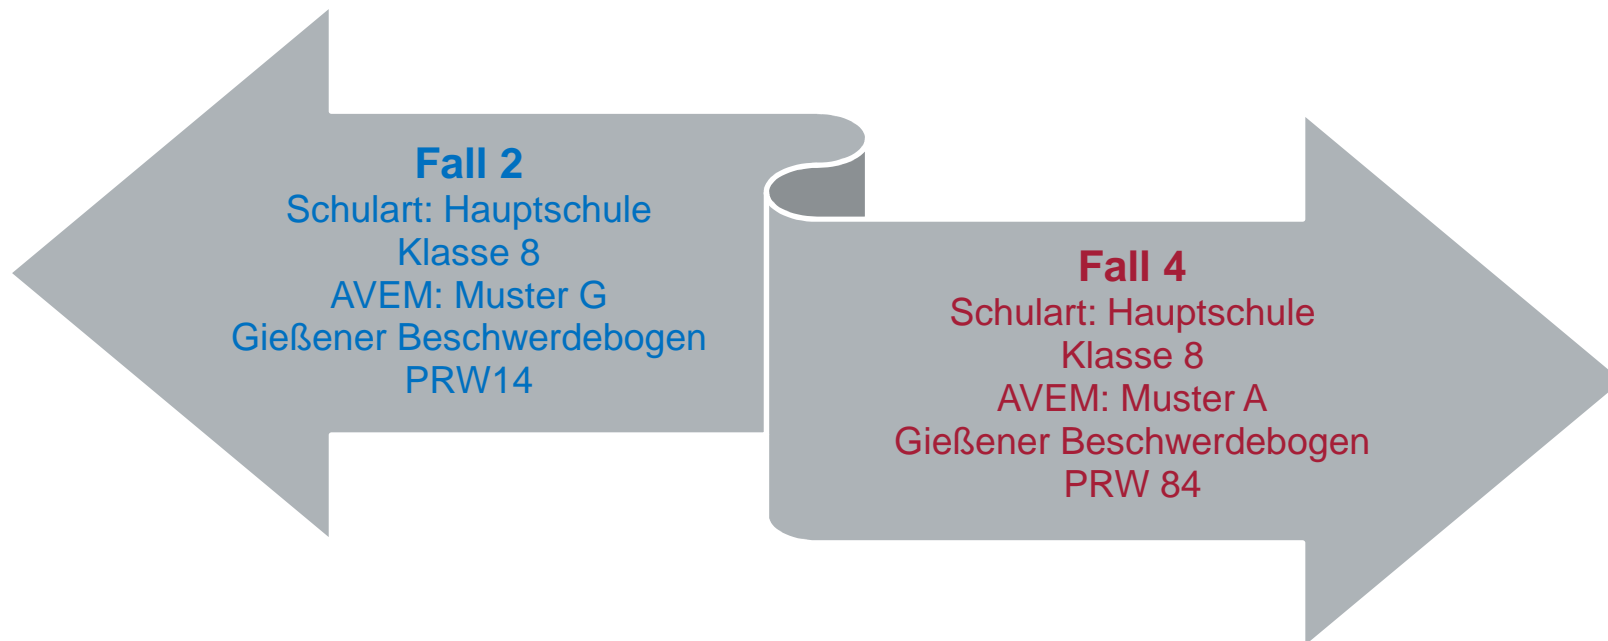 Fall 2
Schulart: Hauptschule
Klasse 8
AVEM: Muster G
Gießener Beschwerdebogen
PRW14
Fall 4
Schulart: Hauptschule
Klasse 8
AVEM: Muster A
Gießener Beschwerdebogen
PRW 84